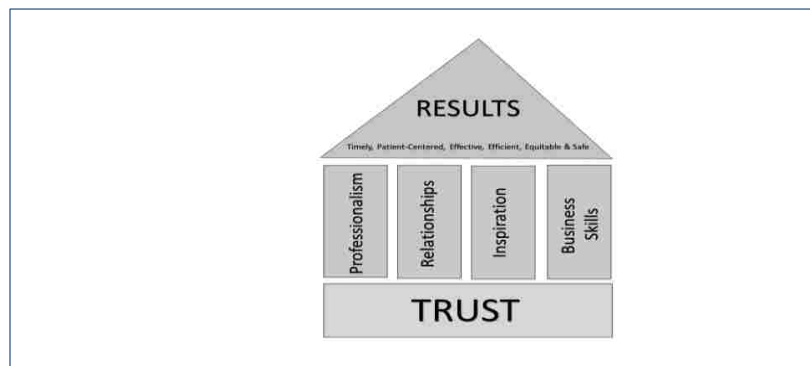 RESULTS
Timely, Patient-Centered, Effective, Efficient, Equitable & Safe
Professionalism
Relationships
Inspiration
Business
Skills
TRUST